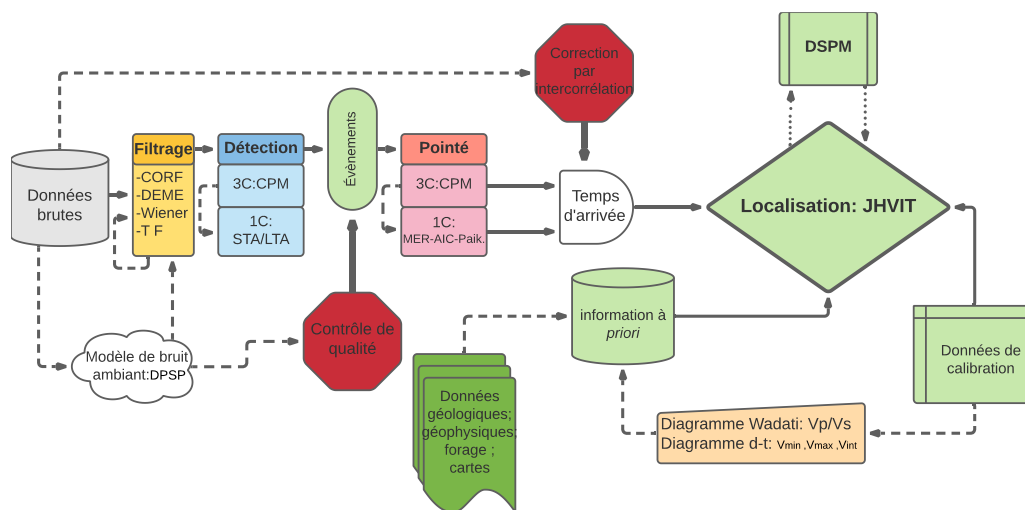 DSPM
Correction
par
intercorrélation
Filtrage
Détection
Évènements
Pointé
-CORF
-DEME
-Wiener
-T F
3C:CPM
1C:
STA/LTA
3C:CPM
1C:
MER-AIC-Paik.
Données
brutes
Temps
d'arrivée
Localisation: JHVIT
information à
priori
Contrôle de
qualité
Modèle de bruit
ambiant:DPSP
Données de
calibration
Données
géologiques;
géophysiques;
forage ;
cartes
Diagramme Wadati: Vp/Vs
Diagramme d-t: Vmin ,Vmax ,Vint